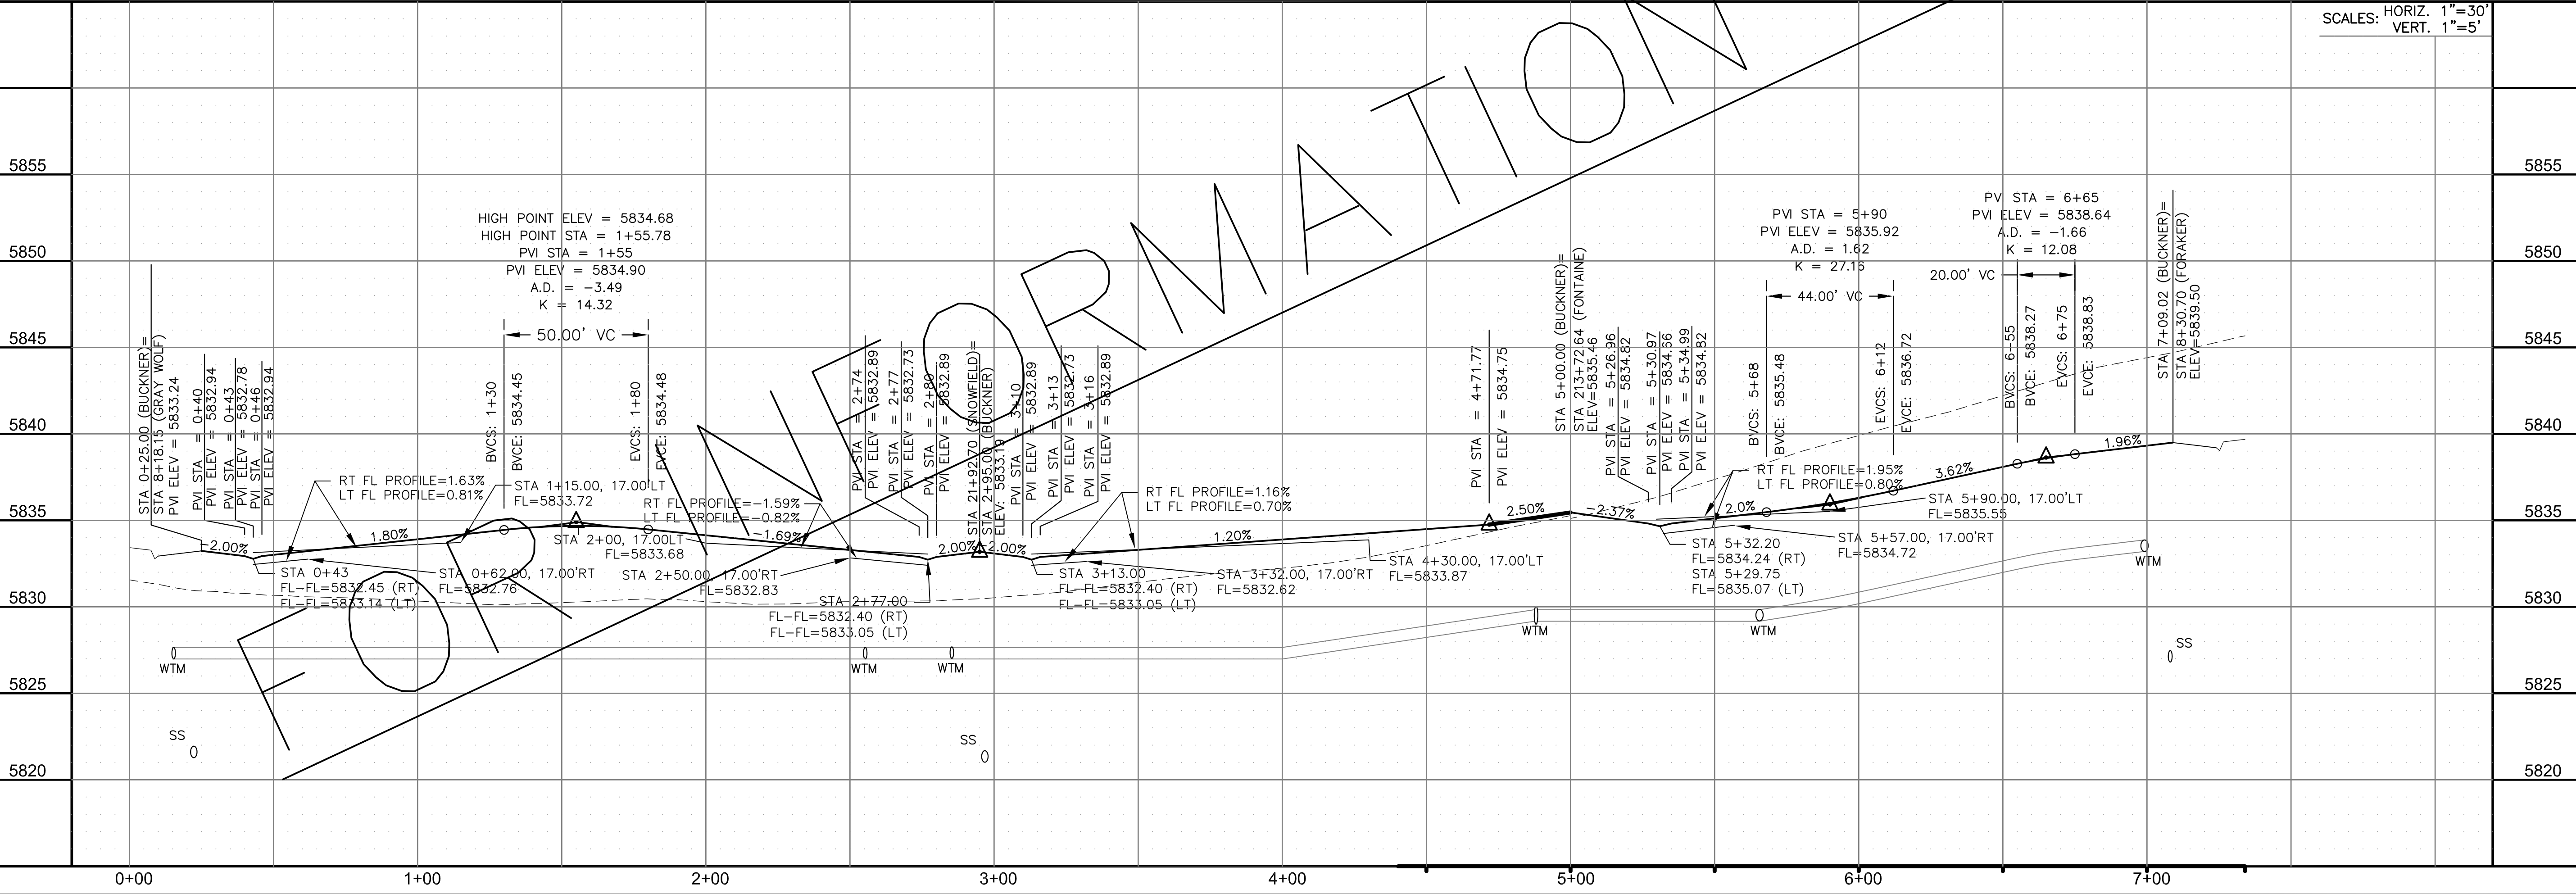 SCALES: HORIZ. 1"=30'
VERT. 1"=5'
FOR INFORMATION
5855
5850
5845
5840
5835
5830
5825
5820
5855
5850
5845
5840
5835
5830
5825
5820
STA 0+25.00 (BUCKNER)=
STA 8+18.15 (GRAY WOLF)
PVI ELEV = 5833.24
PVI STA = 0+40
PVI ELEV = 5832.94
PVI STA = 0+43
PVI ELEV = 5832.78
PVI STA = 0+46
PVI ELEV = 5832.94
HIGH POINT ELEV = 5834.68
HIGH POINT STA = 1+55.78
PVI STA = 1+55
PVI ELEV = 5834.90
A.D. = -3.49
K = 14.32
50.00' VC
BVCS: 1+30
BVCE: 5834.45
EVCS: 1+80
EVCE: 5834.48
RT FL PROFILE=1.63%
LT FL PROFILE=0.81%
STA 1+15.00, 17.00'LT
FL=5833.72
RT FL PROFILE=-1.59%
LT FL PROFILE=-0.82%
-2.00%
1.80%
-1.69%
STA 0+43
FL-FL=5832.45 (RT)
FL-FL=5833.14 (LT)
STA 0+62.00, 17.00'RT
FL=5832.76
STA 2+00, 17.00LT
FL=5833.68
STA 2+50.00, 17.00'RT
FL=5832.83
STA 2+77.00
FL-FL=5832.40 (RT)
FL-FL=5833.05 (LT)
PVI STA = 2+74
PVI ELEV = 5832.89
PVI STA = 2+77
PVI ELEV = 5832.73
PVI STA = 2+80
PVI ELEV = 5832.89
STA 21+92.70 (SNOWFIELD)=
STA 2+95.00 (BUCKNER)
ELEV: 5833.19
PVI STA = 3+10
PVI ELEV = 5832.89
PVI STA = 3+13
PVI ELEV = 5832.73
PVI STA = 3+16
PVI ELEV = 5832.89
2.00%
-2.00%
RT FL PROFILE=1.16%
LT FL PROFILE=0.70%
1.20%
STA 3+13.00
FL-FL=5832.40 (RT)
FL-FL=5833.05 (LT)
STA 3+32.00, 17.00'RT
FL=5832.62
STA 4+30.00, 17.00'LT
FL=5833.87
PVI STA = 4+71.77
PVI ELEV = 5834.75
2.50%
STA 5+00.00 (BUCKNER)=
STA 213+72.64 (FONTAINE)
ELEV=5835.46
PVI STA = 5+26.96
PVI ELEV = 5834.82
PVI STA = 5+30.97
PVI ELEV = 5834.66
PVI STA = 5+34.99
PVI ELEV = 5834.82
-2.37%
2.0%
PVI STA = 5+90
PVI ELEV = 5835.92
A.D. = 1.62
K = 27.16
44.00' VC
BVCS: 5+68
BVCE: 5835.48
EVCS: 6+12
EVCE: 5836.72
RT FL PROFILE=1.95%
LT FL PROFILE=0.80%
STA 5+90.00, 17.00'LT
FL=5835.55
STA 5+57.00, 17.00'RT
FL=5834.72
STA 5+32.20
FL=5834.24 (RT)
STA 5+29.75
FL=5835.07 (LT)
3.62%
PVI STA = 6+65
PVI ELEV = 5838.64
A.D. = -1.66
K = 12.08
20.00' VC
BVCS: 6+55
BVCE: 5838.27
EVCS: 6+75
EVCE: 5838.83
1.96%
STA 7+09.02 (BUCKNER)=
STA 8+30.70 (FORAKER)
ELEV=5839.50
WTM
WTM
WTM
WTM
WTM
WTM
SS
SS
SS
0+00
1+00
2+00
3+00
4+00
5+00
6+00
7+00